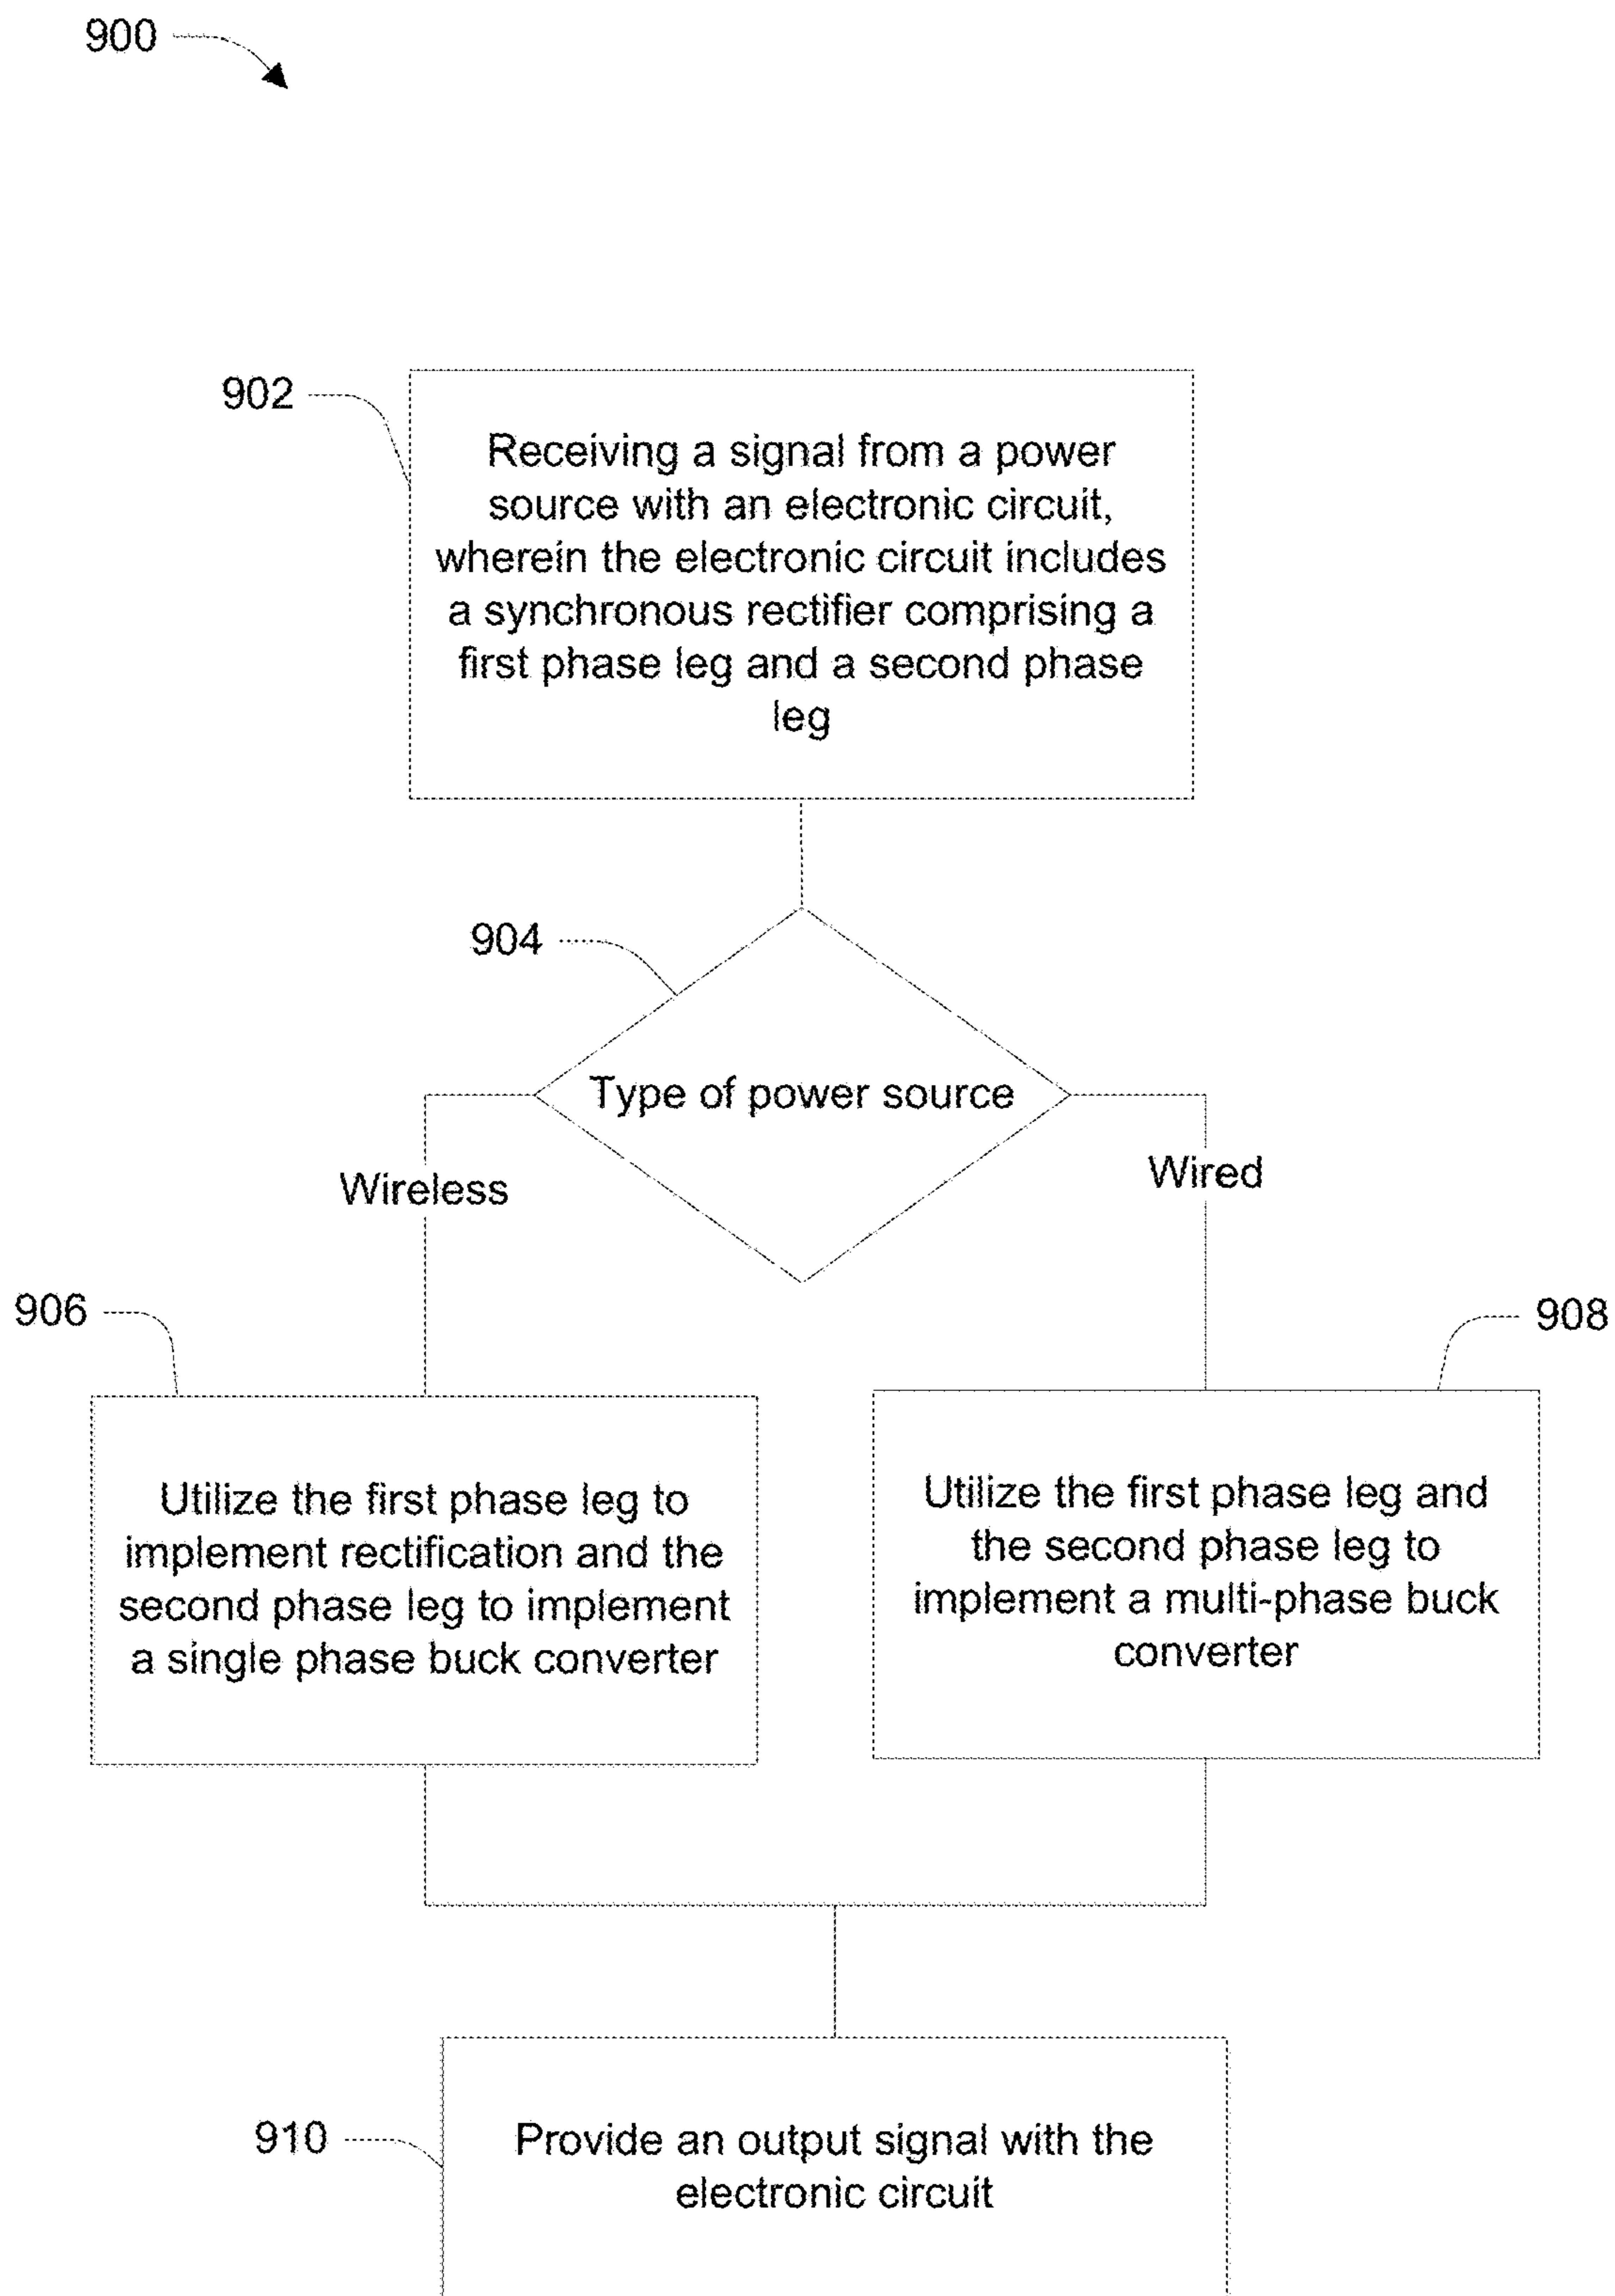 900
902
Receiving a signal from a power
source with an electronic circuit,
wherein the electronic circuit includes
a synchronous rectifier comprising a
first phase leg and a second phase
leg
904
Type of power source
Wireless
Wired
906
908
Utilize the first phase leg to
implement rectification and the
second phase leg to implement
a single phase buck converter
Utilize the first phase leg and
the second phase leg to
implement a multi-phase buck
converter
910
Provide an output signal with the
electronic circuit